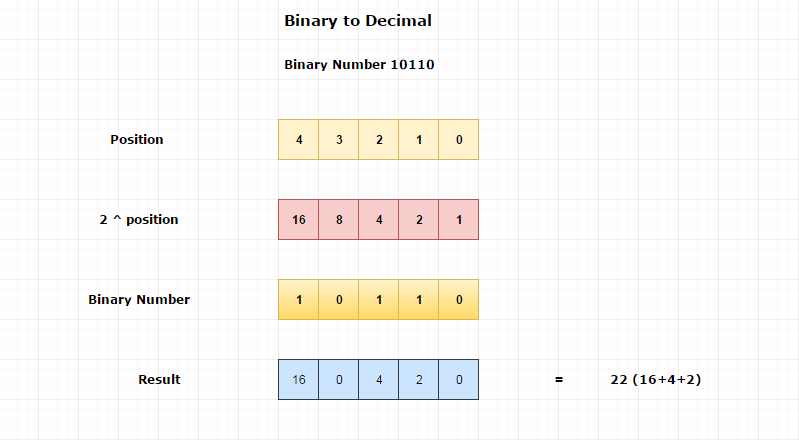 Binary to Decimal
Binary Number 10110
Position 4 3 2 1 0
2 ^ position 16 8 4 2 1
Binary Number 1 0 1 1 0
Result 16 0 4 2 0 = 22 (16+4+2)